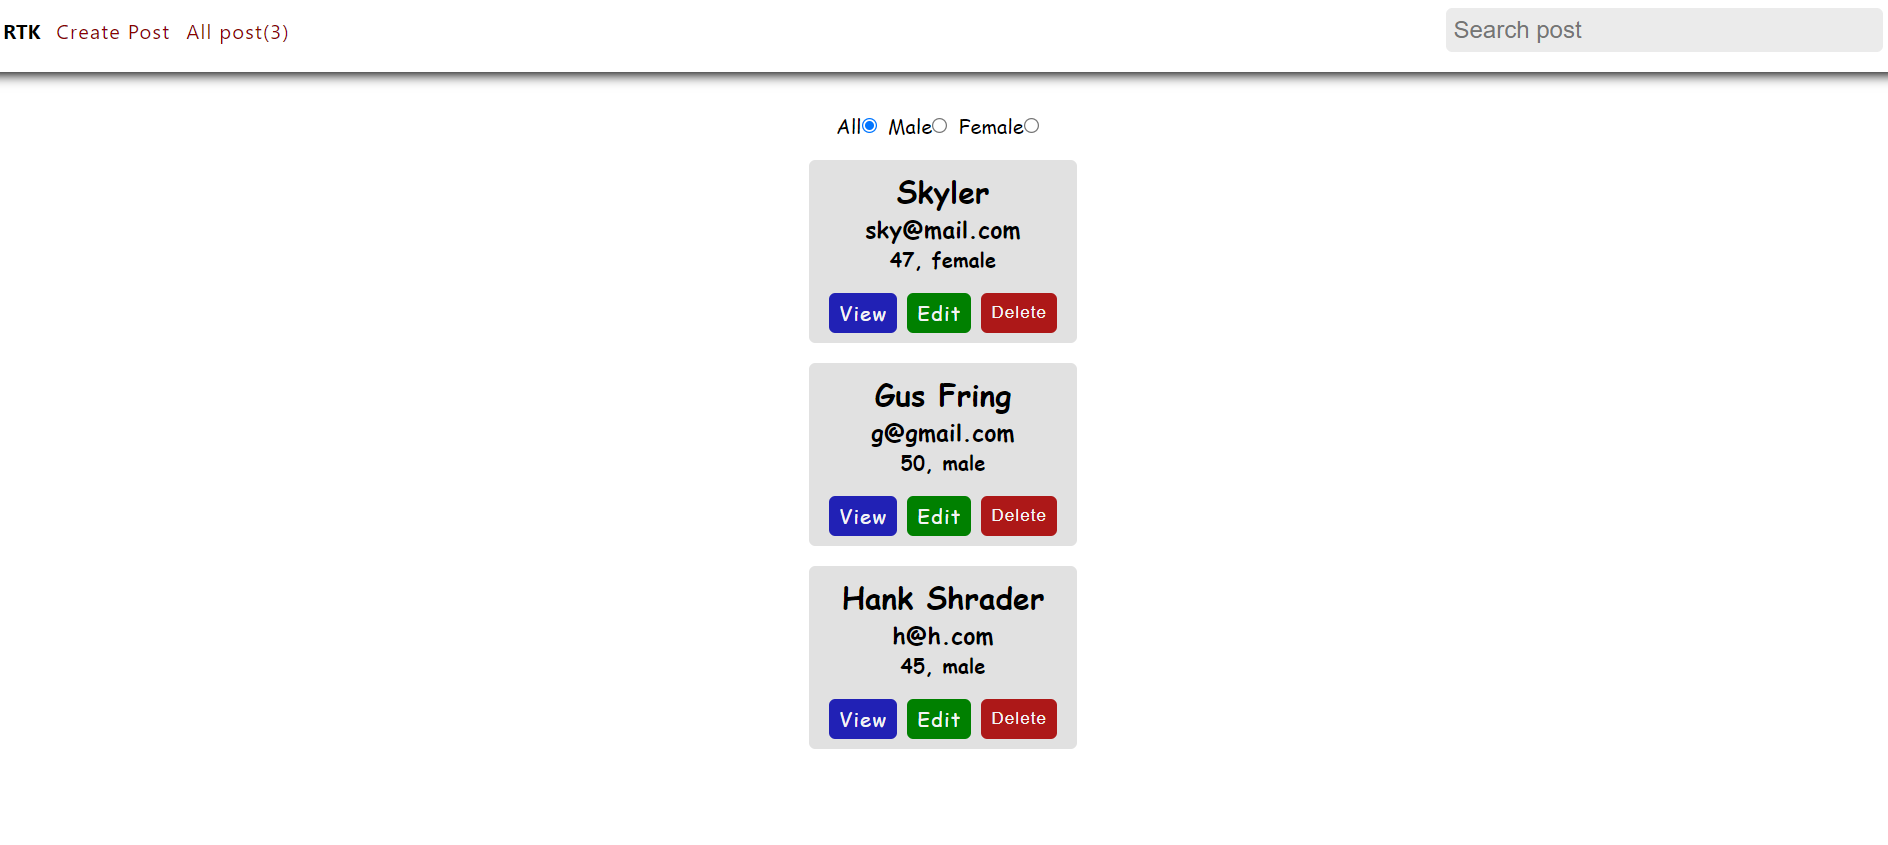 RTK Create Post All post(3) Search post
All Male Female
Skyler
sky@mail.com
47, female
View Edit Delete
Gus Fring
g@gmail.com
50, male
View Edit Delete
Hank Shrader
h@h.com
45, male
View Edit Delete